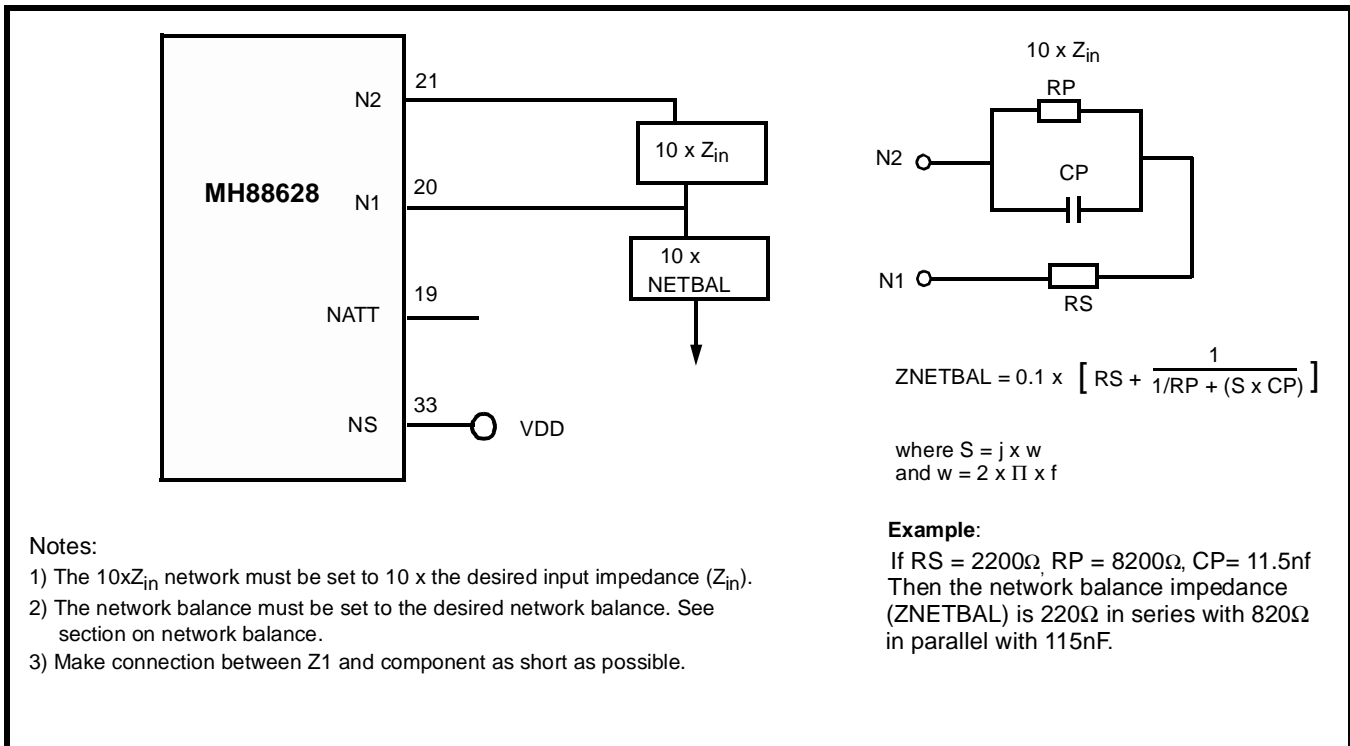 N2
21
10 x Zin
MH88628
N1
20
10 x
NETBAL
NATT
19
NS
33
VDD
10 x Zin
RP
N2
CP
N1
RS
ZNETBAL = 0.1 x [ RS + 1
1/RP + (S x CP) ]
where S = j x w
and w = 2 x Π x f
Notes:
1) The 10xZin network must be set to 10 x the desired input impedance (Zin).
2) The network balance must be set to the desired network balance. See
section on network balance.
3) Make connection between Z1 and component as short as possible.
Example:
If RS = 2200Ω, RP = 8200Ω, CP= 11.5nf
Then the network balance impedance
(ZNETBAL) is 220Ω in series with 820Ω
in parallel with 115nF.